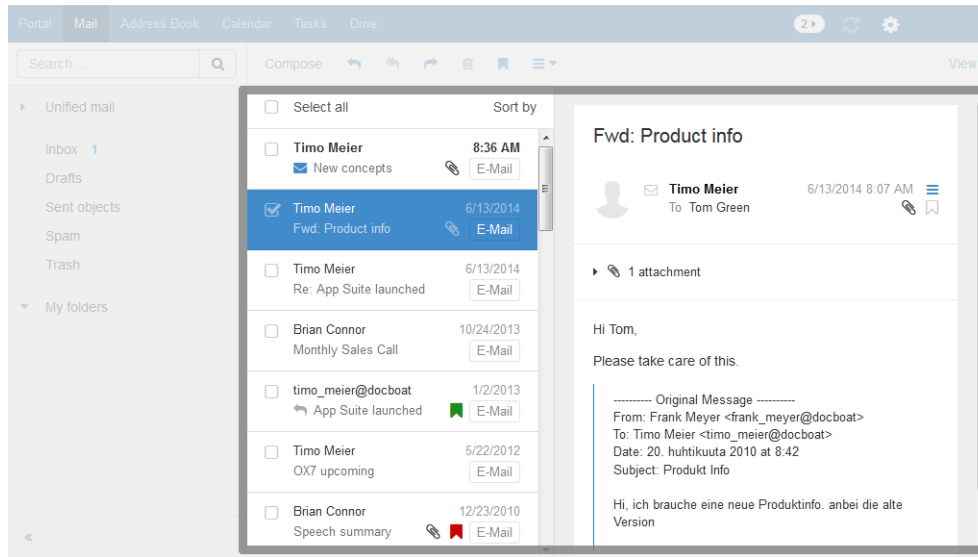 Portal Mail Address Book Calendar Tasks Drive 2
Search ... Compose View
Unified mail
Inbox 1
Drafts
Sent objects
Spam
Trash
My folders
Select all Sort by
Timo Meier 8:36 AM
New concepts E-Mail
Timo Meier 6/13/2014
Fwd: Product info E-Mail
Timo Meier 6/13/2014
Re: App Suite launched E-Mail
Brian Connor 10/24/2013
Monthly Sales Call E-Mail
timo_meier@docboat 1/2/2013
App Suite launched E-Mail
Timo Meier 5/22/2012
OX7 upcoming E-Mail
Brian Connor 12/23/2010
Speech summary E-Mail
Fwd: Product info
Timo Meier 6/13/2014 8:07 AM
To Tom Green
1 attachment
Hi Tom,
Please take care of this.
---------- Original Message ----------
From: Frank Meyer <frank_meyer@docboat>
To: Timo Meier <timo_meier@docboat>
Date: 20. huhtikuuta 2010 at 8:42
Subject: Produkt Info
Hi, ich brauche eine neue Produktinfo. anbei die alte
Version